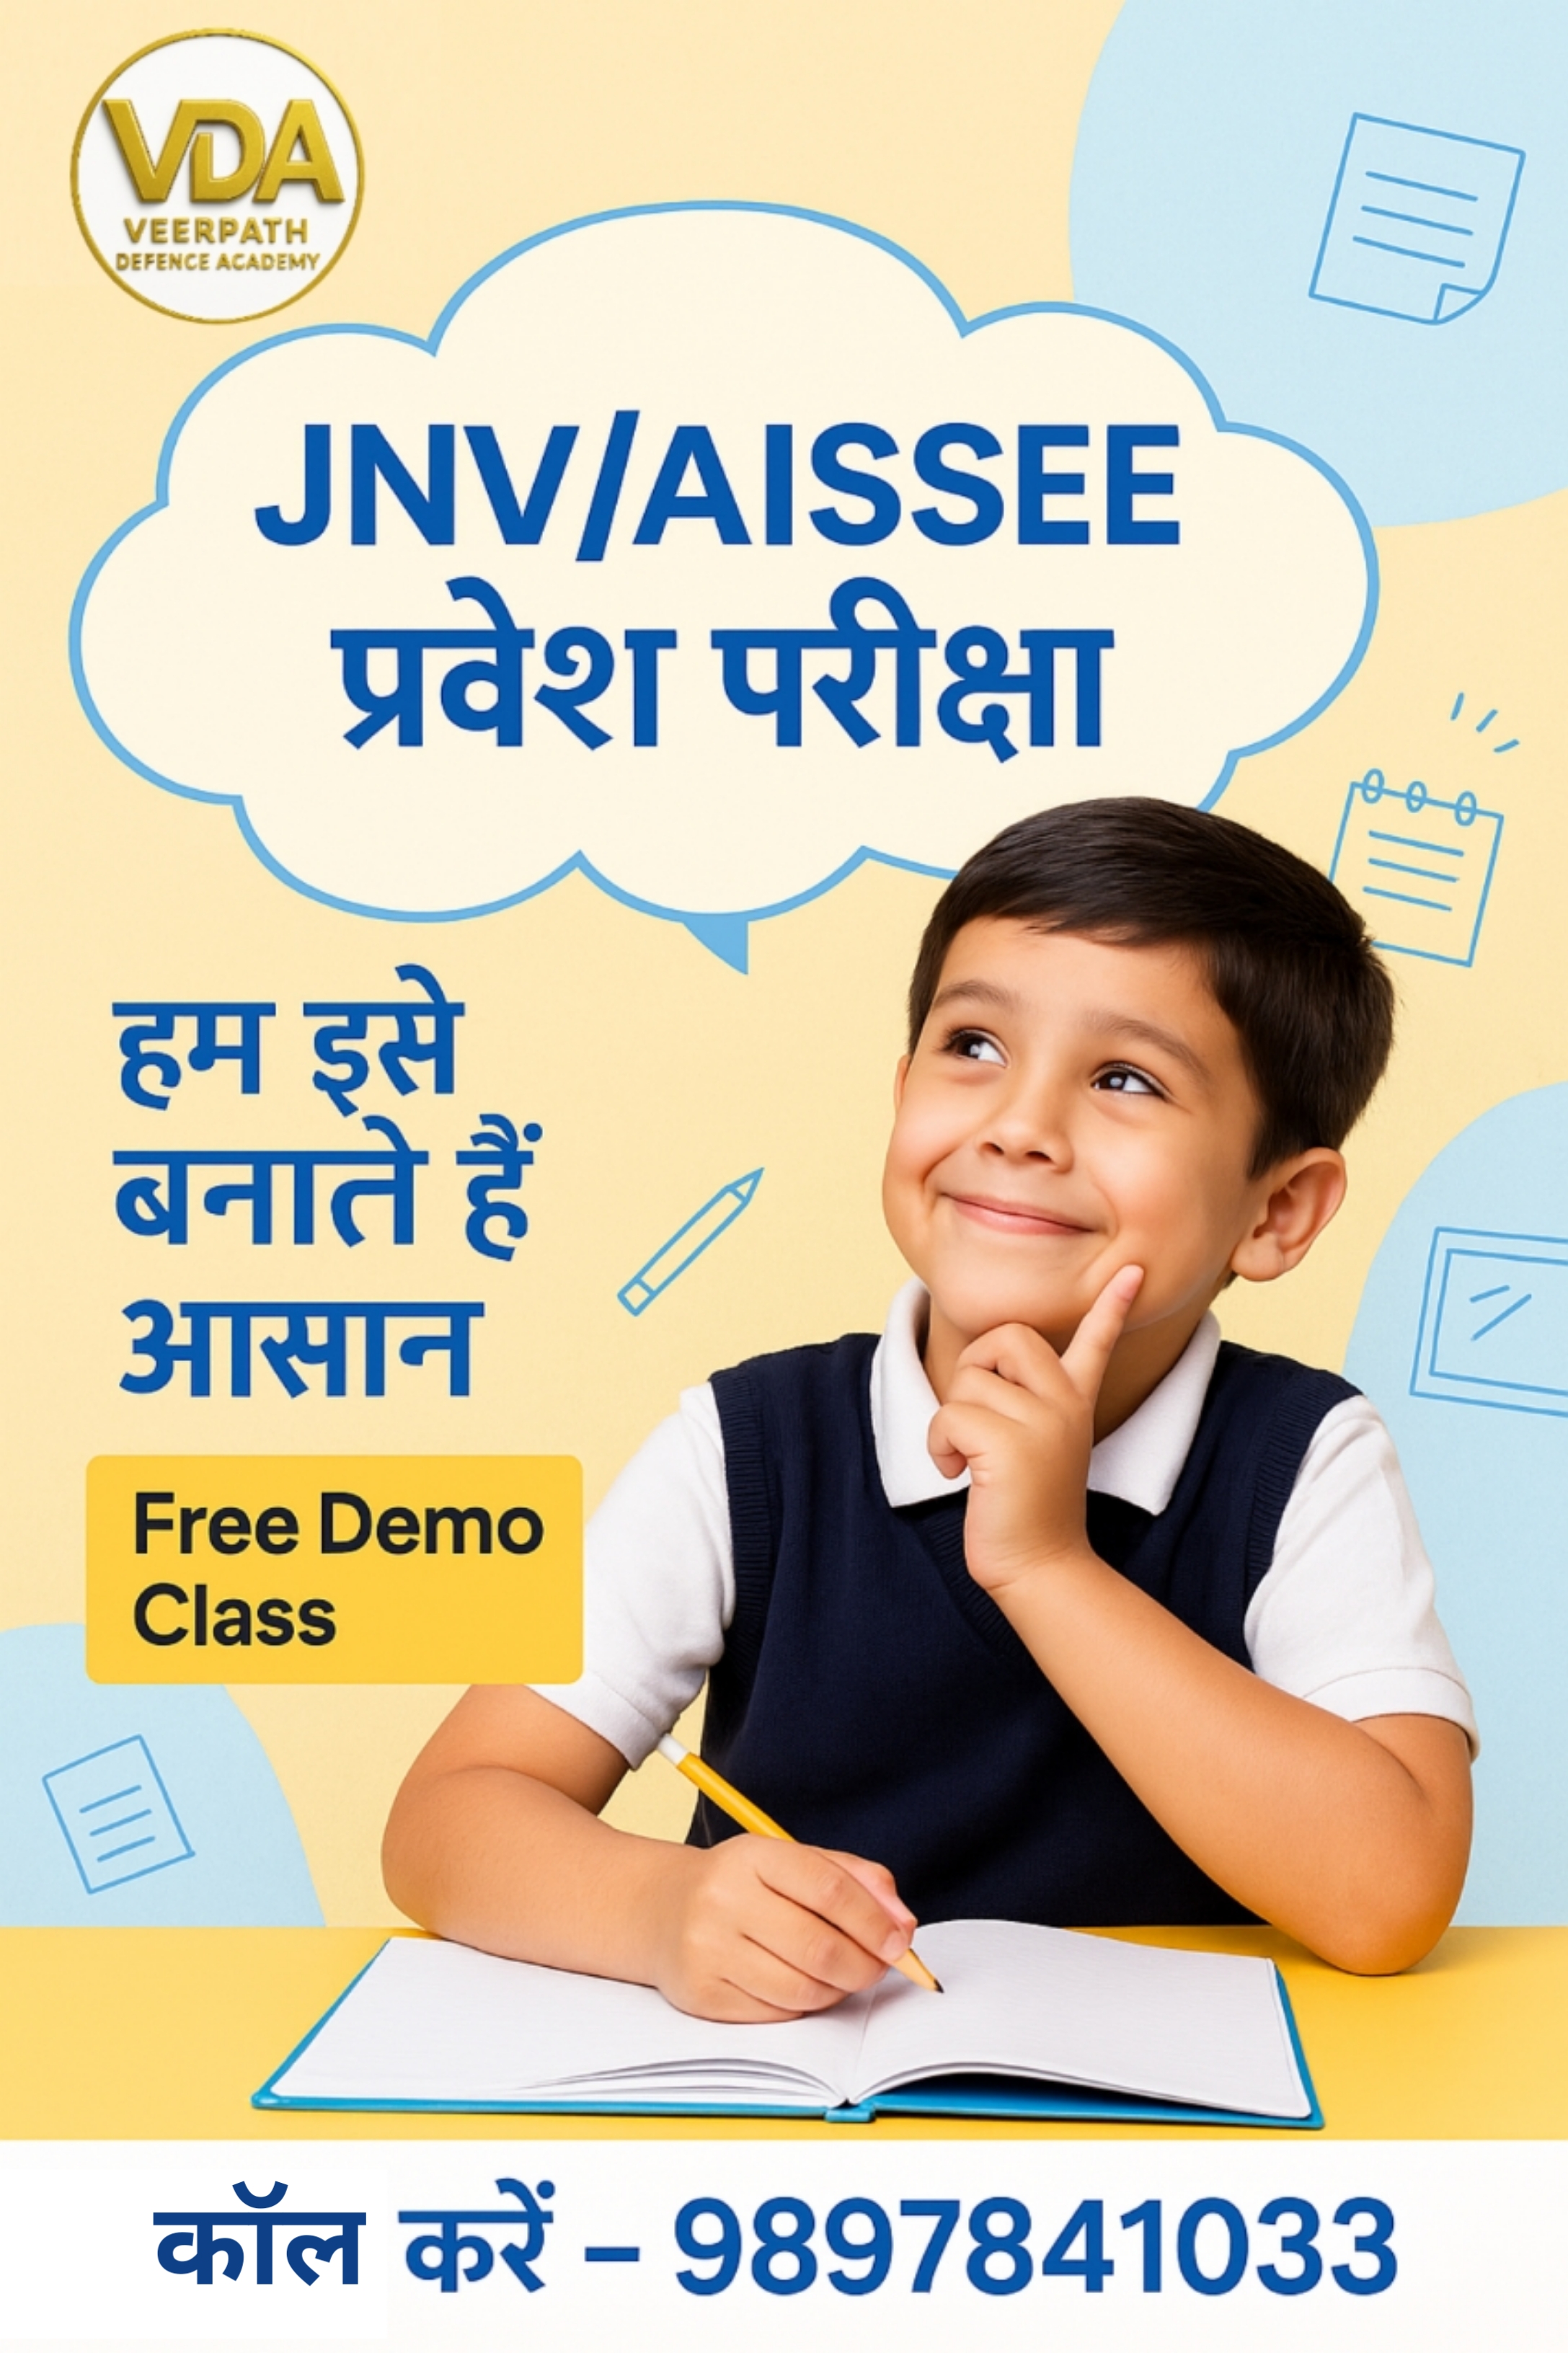 VDA
VEERPATH
DEFENCE ACADEMY
JNV/AISSEE
प्रवेश परीक्षा
हम इसे
बनाते हैं
आसान
Free Demo
Class
कॉल करें - 9897841033